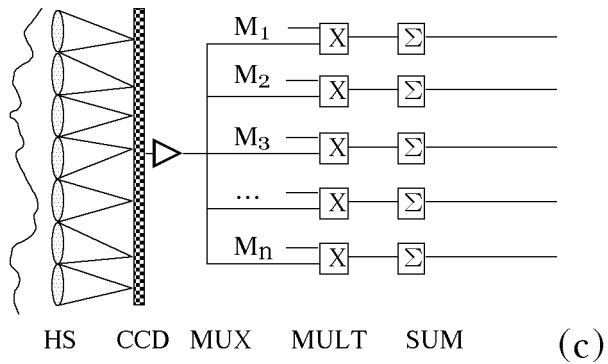 M1 X Σ
M2 X Σ
M3 X Σ
... X Σ
Mn X Σ
HS CCD MUX MULT SUM (c)